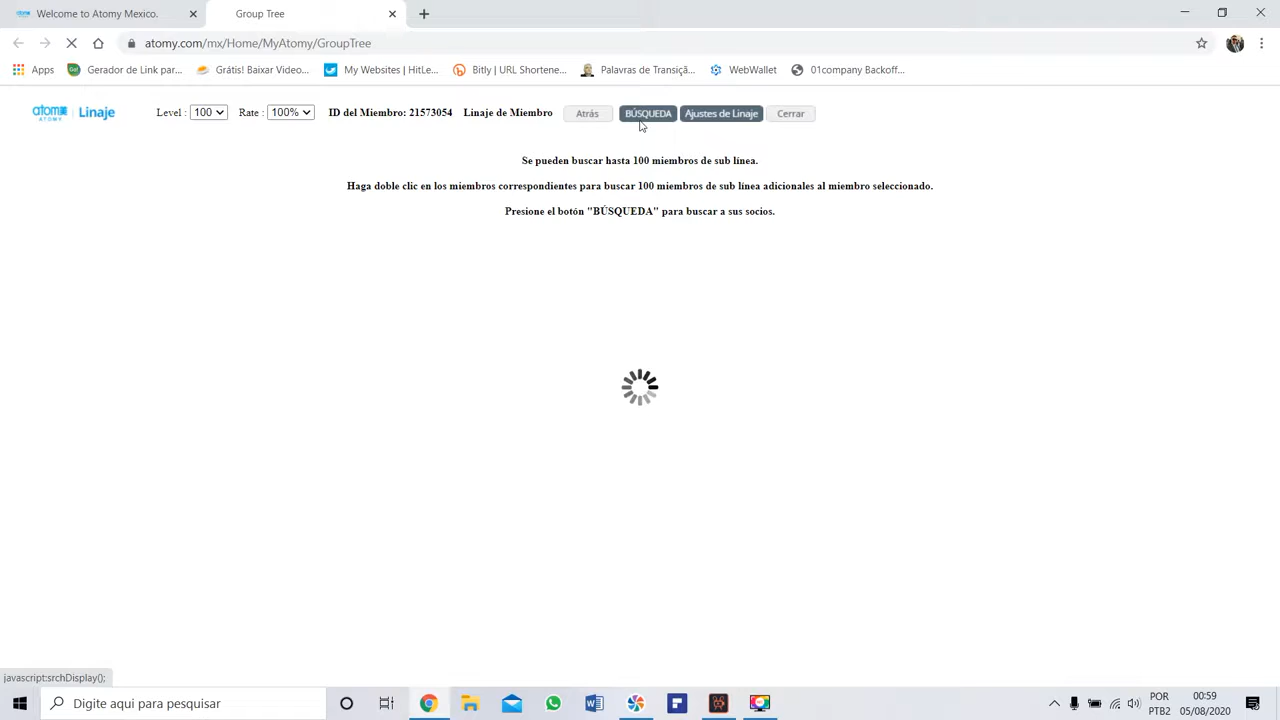 Welcome to Atomy Mexico.
Group Tree
atomy.com/mx/Home/MyAtomy/GroupTree
Apps
Gerador de Link par...
Grátis! Baixar Video...
My Websites | HitLe...
Bitly | URL Shortene...
Palavras de Transiçã...
WebWallet
01company Backoff...
ATOMY
Linaje
Level : 100
Rate : 100%
ID del Miembro: 21573054
Linaje de Miembro
Atrás
BÚSQUEDA
Ajustes de Linaje
Cerrar
Se pueden buscar hasta 100 miembros de sub línea.
Haga doble clic en los miembros correspondientes para buscar 100 miembros de sub línea adicionales al miembro seleccionado.
Presione el botón "BÚSQUEDA" para buscar a sus socios.
javascript:srchDisplay();
Digite aqui para pesquisar
POR
PTB2
00:59
05/08/2020